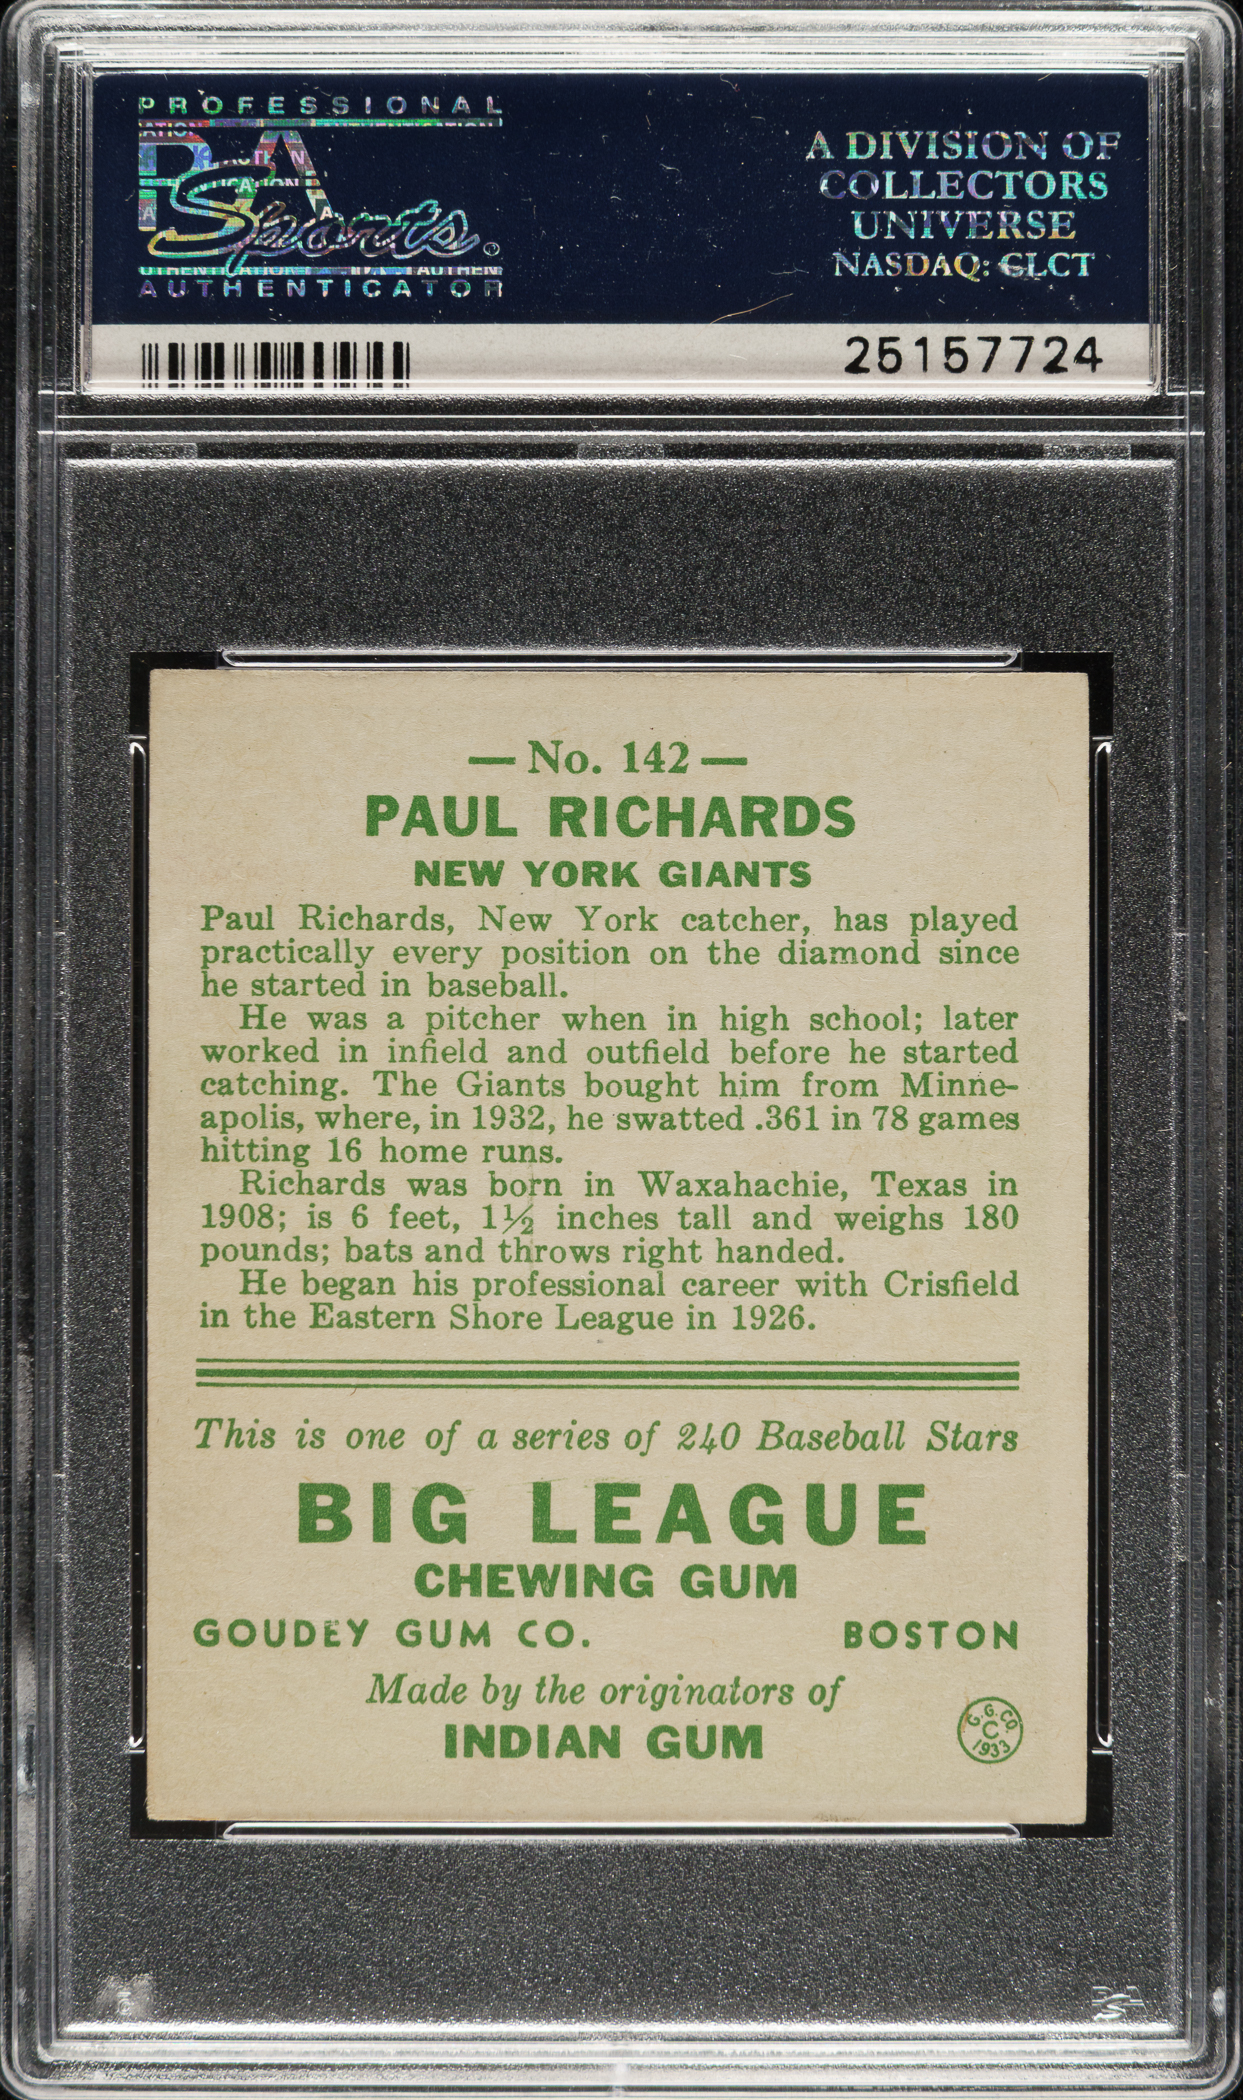 PROFESSIONAL
PSA
Sports
AUTHENTICATOR
A DIVISION OF
COLLECTORS
UNIVERSE
NASDAQ: CLCT
25157724
— No. 142 —
PAUL RICHARDS
NEW YORK GIANTS
Paul Richards, New York catcher, has played
practically every position on the diamond since
he started in baseball.
He was a pitcher when in high school; later
worked in infield and outfield before he started
catching. The Giants bought him from Minne-
apolis, where, in 1932, he swatted .361 in 78 games
hitting 16 home runs.
Richards was born in Waxahachie, Texas in
1908; is 6 feet, 1½ inches tall and weighs 180
pounds; bats and throws right handed.
He began his professional career with Crisfield
in the Eastern Shore League in 1926.
This is one of a series of 240 Baseball Stars
BIG LEAGUE
CHEWING GUM
GOUDEY GUM CO. BOSTON
Made by the originators of
INDIAN GUM
G.G.CO.
C
1933